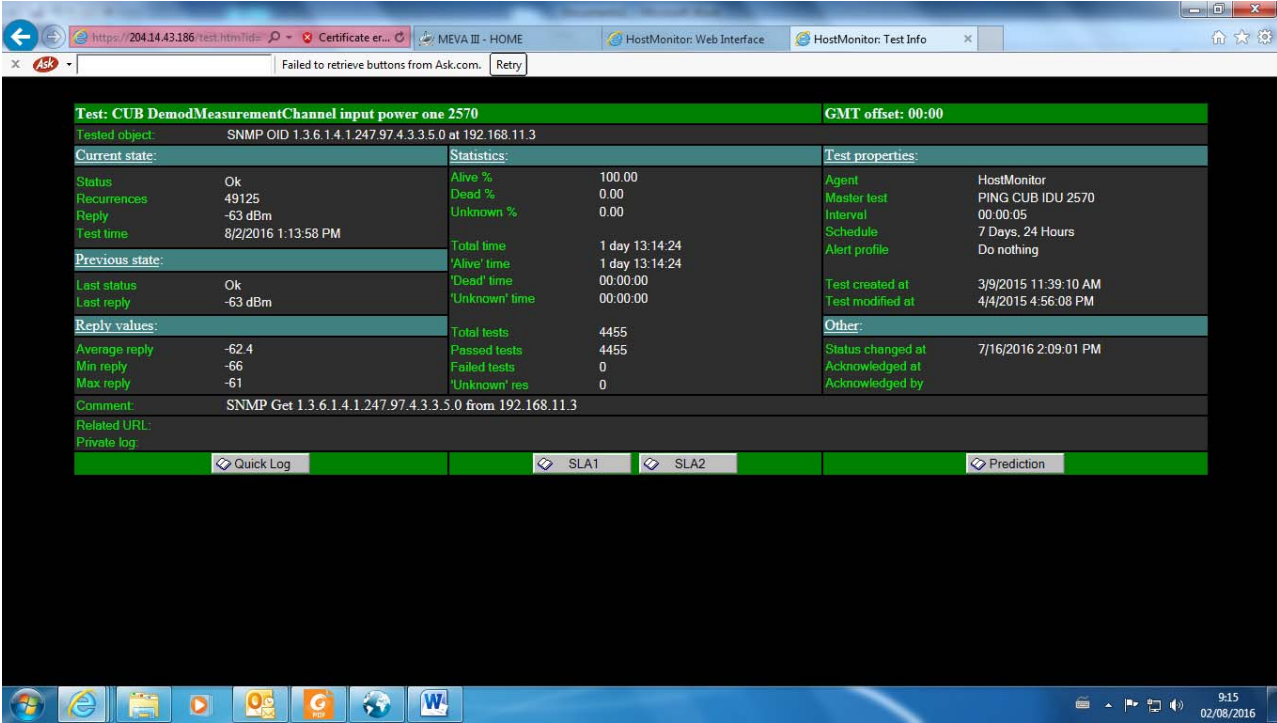 https://204.14.43.186/test.htm?id=
Certificate er...
MEVA III - HOME
HostMonitor: Web Interface
HostMonitor: Test Info
Ask
Failed to retrieve buttons from Ask.com. Retry
Test: CUB DemodMeasurementChannel input power one 2570
GMT offset: 00:00
Tested object: SNMP OID 1.3.6.1.4.1.247.97.4.3.3.5.0 at 192.168.11.3
Current state:
Status Ok
Recurrences 49125
Reply -63 dBm
Test time 8/2/2016 1:13:58 PM
Previous state:
Last status Ok
Last reply -63 dBm
Reply values:
Average reply -62.4
Min reply -66
Max reply -61
Statistics:
Alive % 100.00
Dead % 0.00
Unknown % 0.00
Total time 1 day 13:14:24
'Alive' time 1 day 13:14:24
'Dead' time 00:00:00
'Unknown' time 00:00:00
Total tests 4455
Passed tests 4455
Failed tests 0
'Unknown' res 0
Test properties:
Agent HostMonitor
Master test PING CUB IDU 2570
Interval 00:00:05
Schedule 7 Days, 24 Hours
Alert profile Do nothing
Test created at 3/9/2015 11:39:10 AM
Test modified at 4/4/2015 4:56:08 PM
Other:
Status changed at 7/16/2016 2:09:01 PM
Acknowledged at
Acknowledged by
Comment: SNMP Get 1.3.6.1.4.1.247.97.4.3.3.5.0 from 192.168.11.3
Related URL:
Private log:
Quick Log
SLA1
SLA2
Prediction
9:15
02/08/2016